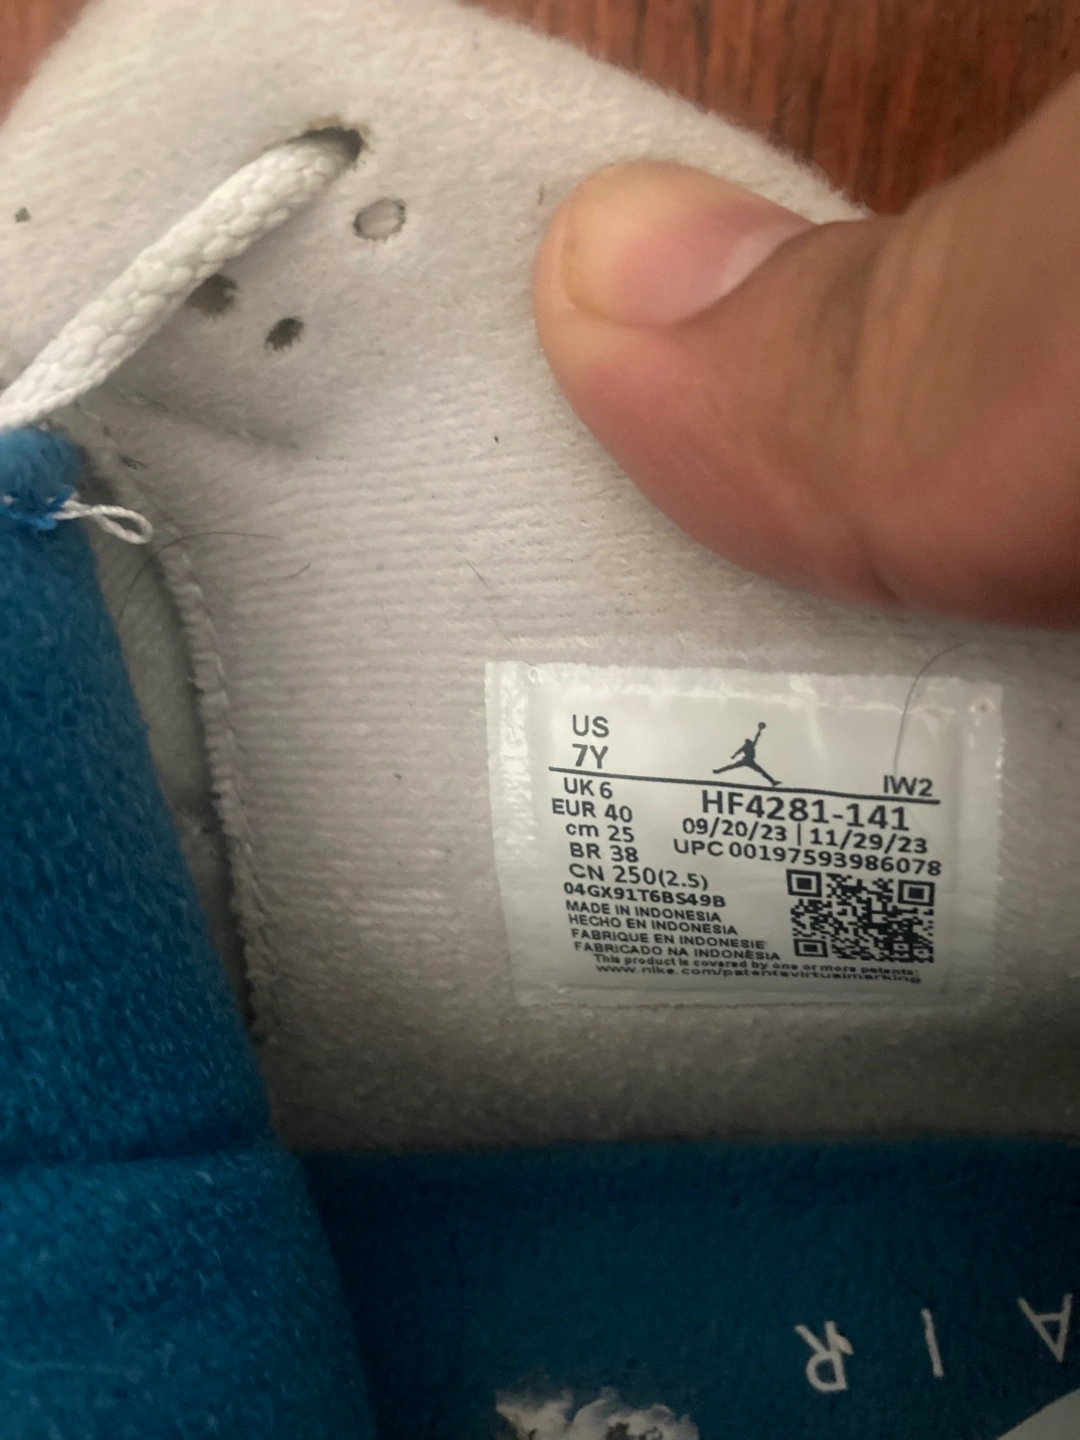 US
7Y
IW2
UK 6
HF4281-141
EUR 40
09/20/23 | 11/29/23
cm 25
UPC 00197593986078
BR 38
CN 250(2.5)
04GX91T6BS49B
MADE IN INDONESIA
HECHO EN INDONESIA
FABRIQUE EN INDONESIE
FABRICADO NA INDONÉSIA
This product is covered by one or more patents:
www.nike.com/patentsvirtualmarking
AIR